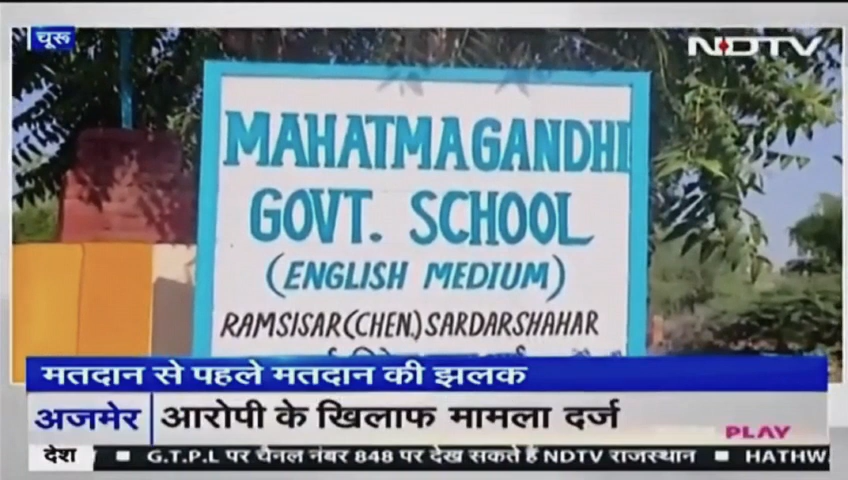 चूरू
NDTV
MAHATMA GANDHI
GOVT. SCHOOL
(ENGLISH MEDIUM)
RAMSISAR(CHEN.)SARDARSHAHAR
मतदान से पहले मतदान की झलक
अजमेर आरोपी के खिलाफ मामला दर्ज
PLAY
देश ■ G.T.P.L पर चैनल नंबर 848 पर देख सकते हैं NDTV राजस्थान ■ HATHW